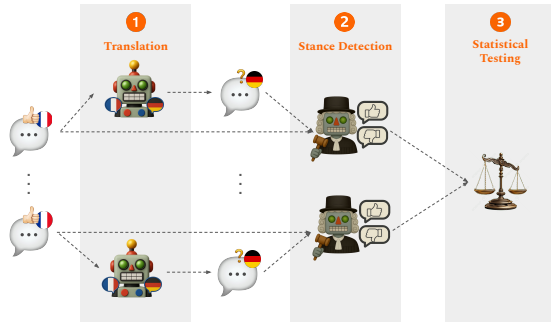 1
Translation
2
Stance Detection
3
Statistical
Testing
?
?